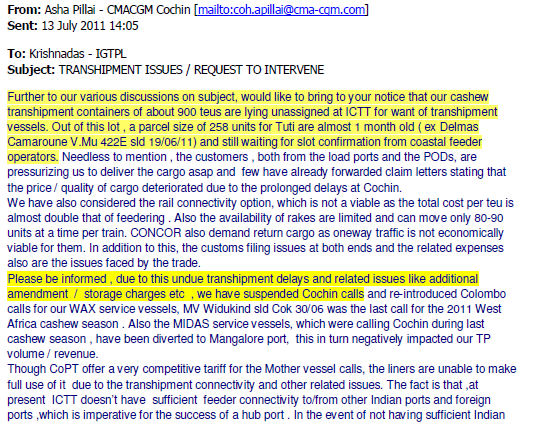 From: Asha Pillai - CMACGM Cochin [mailto:coh.apillai@cma-cgm.com]
Sent: 13 July 2011 14:05
To: Krishnadas - IGTPL
Subject: TRANSHIPMENT ISSUES / REQUEST TO INTERVENE
Further to our various discussions on subject, would like to bring to your notice that our cashew
transhipment containers of about 900 teus are lying unassigned at ICTT for want of transhipment
vessels. Out of this lot , a parcel size of 258 units for Tuti are almost 1 month old ( ex Delmas
Camaroune V.Mu 422E sld 19/06/11) and still waiting for slot confirmation from coastal feeder
operators. Needless to mention , the customers , both from the load ports and the PODs, are
pressurizing us to deliver the cargo asap and  few have already forwarded claim letters stating that
the price / quality of cargo deteriorated due to the prolonged delays at Cochin.
We have also considered the rail connectivity option, which is not a viable as the total cost per teu is
almost double that of feedering . Also the availability of rakes are limited and can move only 80-90
units at a time per train. CONCOR also demand return cargo as oneway traffic is not economically
viable for them. In addition to this, the customs filing issues at both ends and the related expenses
also are the issues faced by the trade.
Please be informed , due to this undue transhipment delays and related issues like additional
amendment  /  storage charges etc  , we have suspended Cochin calls and re-introduced Colombo
calls for our WAX service vessels, MV Widukind sld Cok 30/06 was the last call for the 2011 West
Africa cashew season . Also the MIDAS service vessels, which were calling Cochin during last
cashew season , have been diverted to Mangalore port,  this in turn negatively impacted our TP
volume / revenue.
Though CoPT offer a very competitive tariff for the Mother vessel calls, the liners are unable to make
full use of it  due to the transhipment connectivity and other related issues. The fact is that ,at
present  ICTT doesn't have  sufficient  feeder connectivity to/from other Indian ports and foreign
ports ,which is imperative for the success of a hub port . In the event of not having sufficient Indian